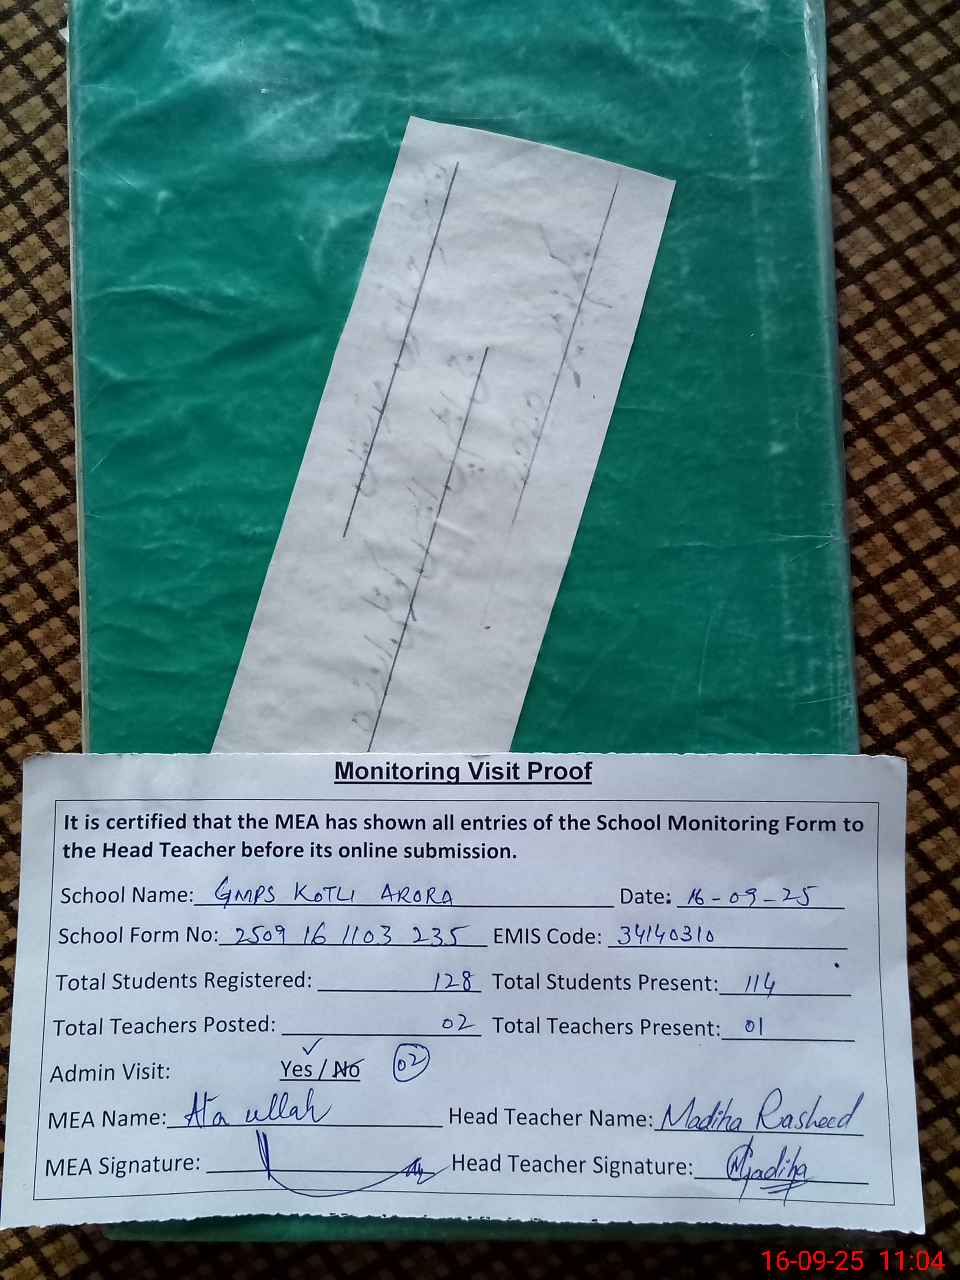 Monitoring Visit Proof
It is certified that the MEA has shown all entries of the School Monitoring Form to
the Head Teacher before its online submission.
School Name: GMPS KOTLI ARORA Date: 16-09-25
School Form No: 2509 16 1103 235 EMIS Code: 34140310
Total Students Registered: 128 Total Students Present: 114
Total Teachers Posted: 02 Total Teachers Present: 01
Admin Visit: Yes / No 02
MEA Name: Ata ullah Head Teacher Name: Madiha Rasheed
MEA Signature: Head Teacher Signature: Madiha
16-09-25 11:04